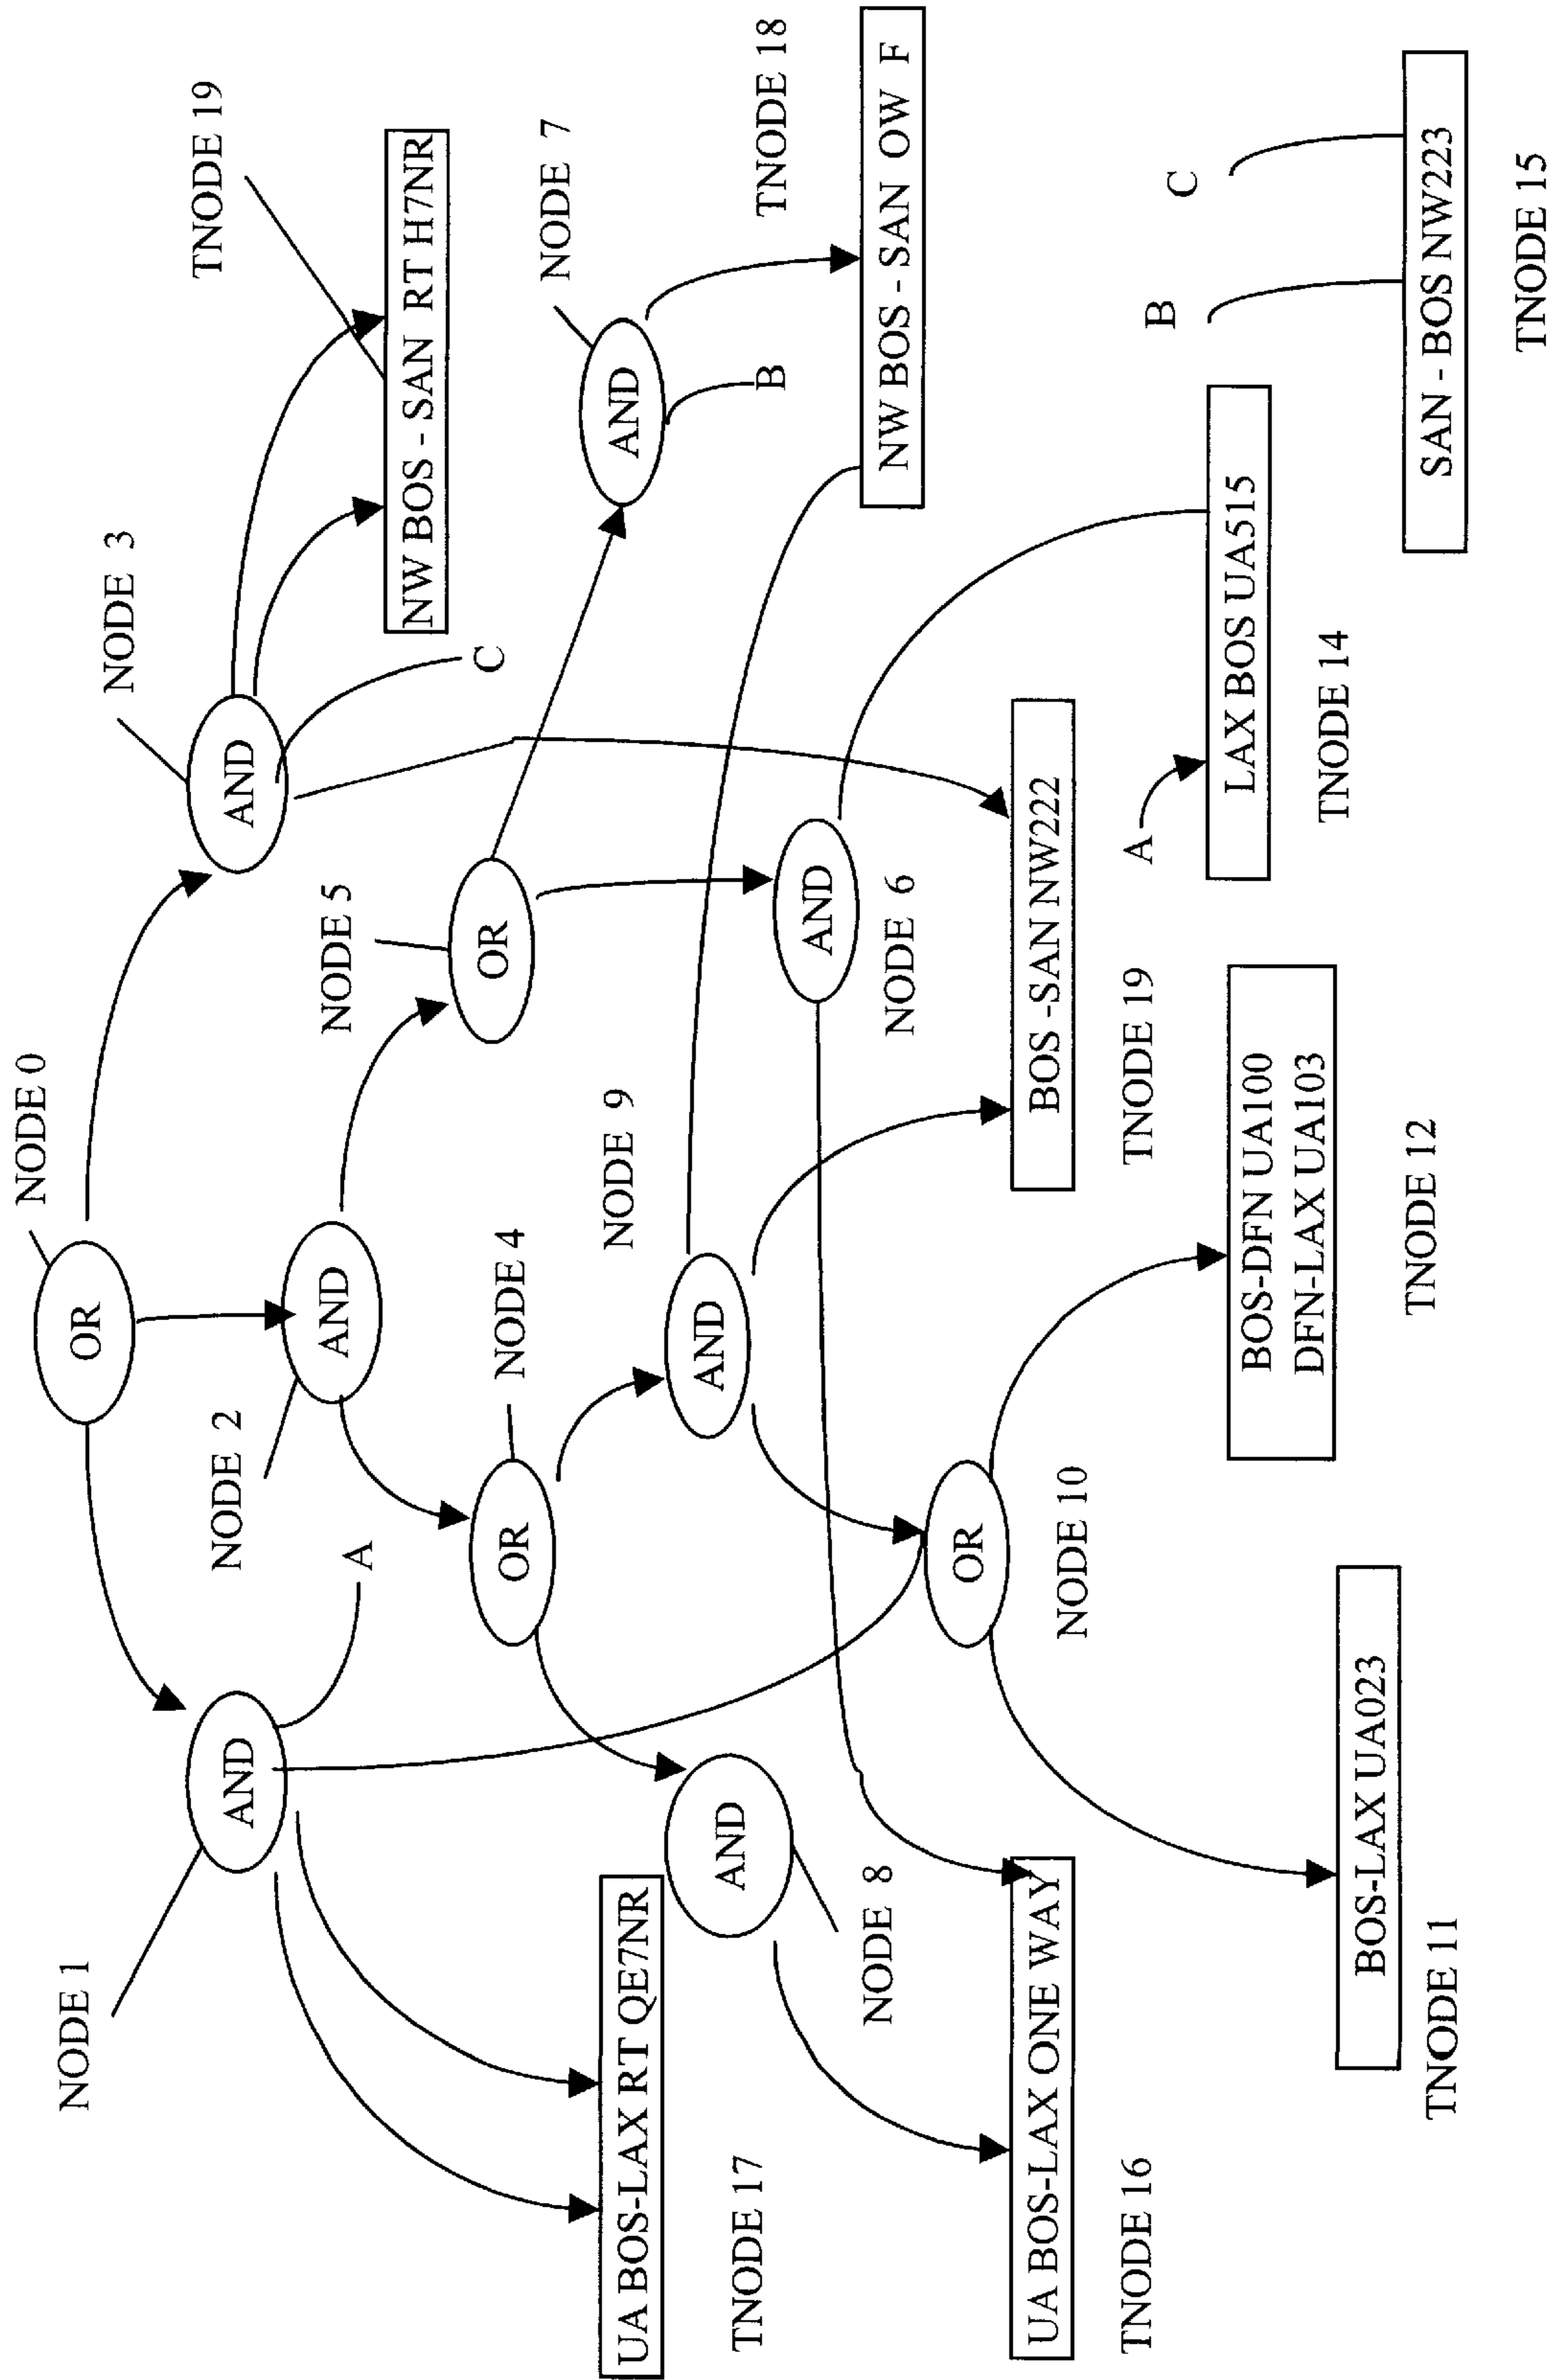 NODE 0
OR
NODE 1
AND
NODE 2
AND
NODE 3
AND
TNODE 19
NW BOS - SAN RT H7NR
A
C
NODE 4
OR
NODE 5
OR
NODE 7
AND
B
UA BOS-LAX RT QE7NR
TNODE 17
AND
NODE 8
NODE 9
AND
AND
NODE 6
TNODE 18
NW BOS - SAN OW F
UA BOS-LAX ONE WAY
TNODE 16
OR
NODE 10
BOS -SAN NW222
TNODE 19
A
LAX BOS UA515
TNODE 14
B
C
BOS-LAX UA023
TNODE 11
BOS-DFN UA100
DFN-LAX UA103
TNODE 12
SAN - BOS NW223
TNODE 15